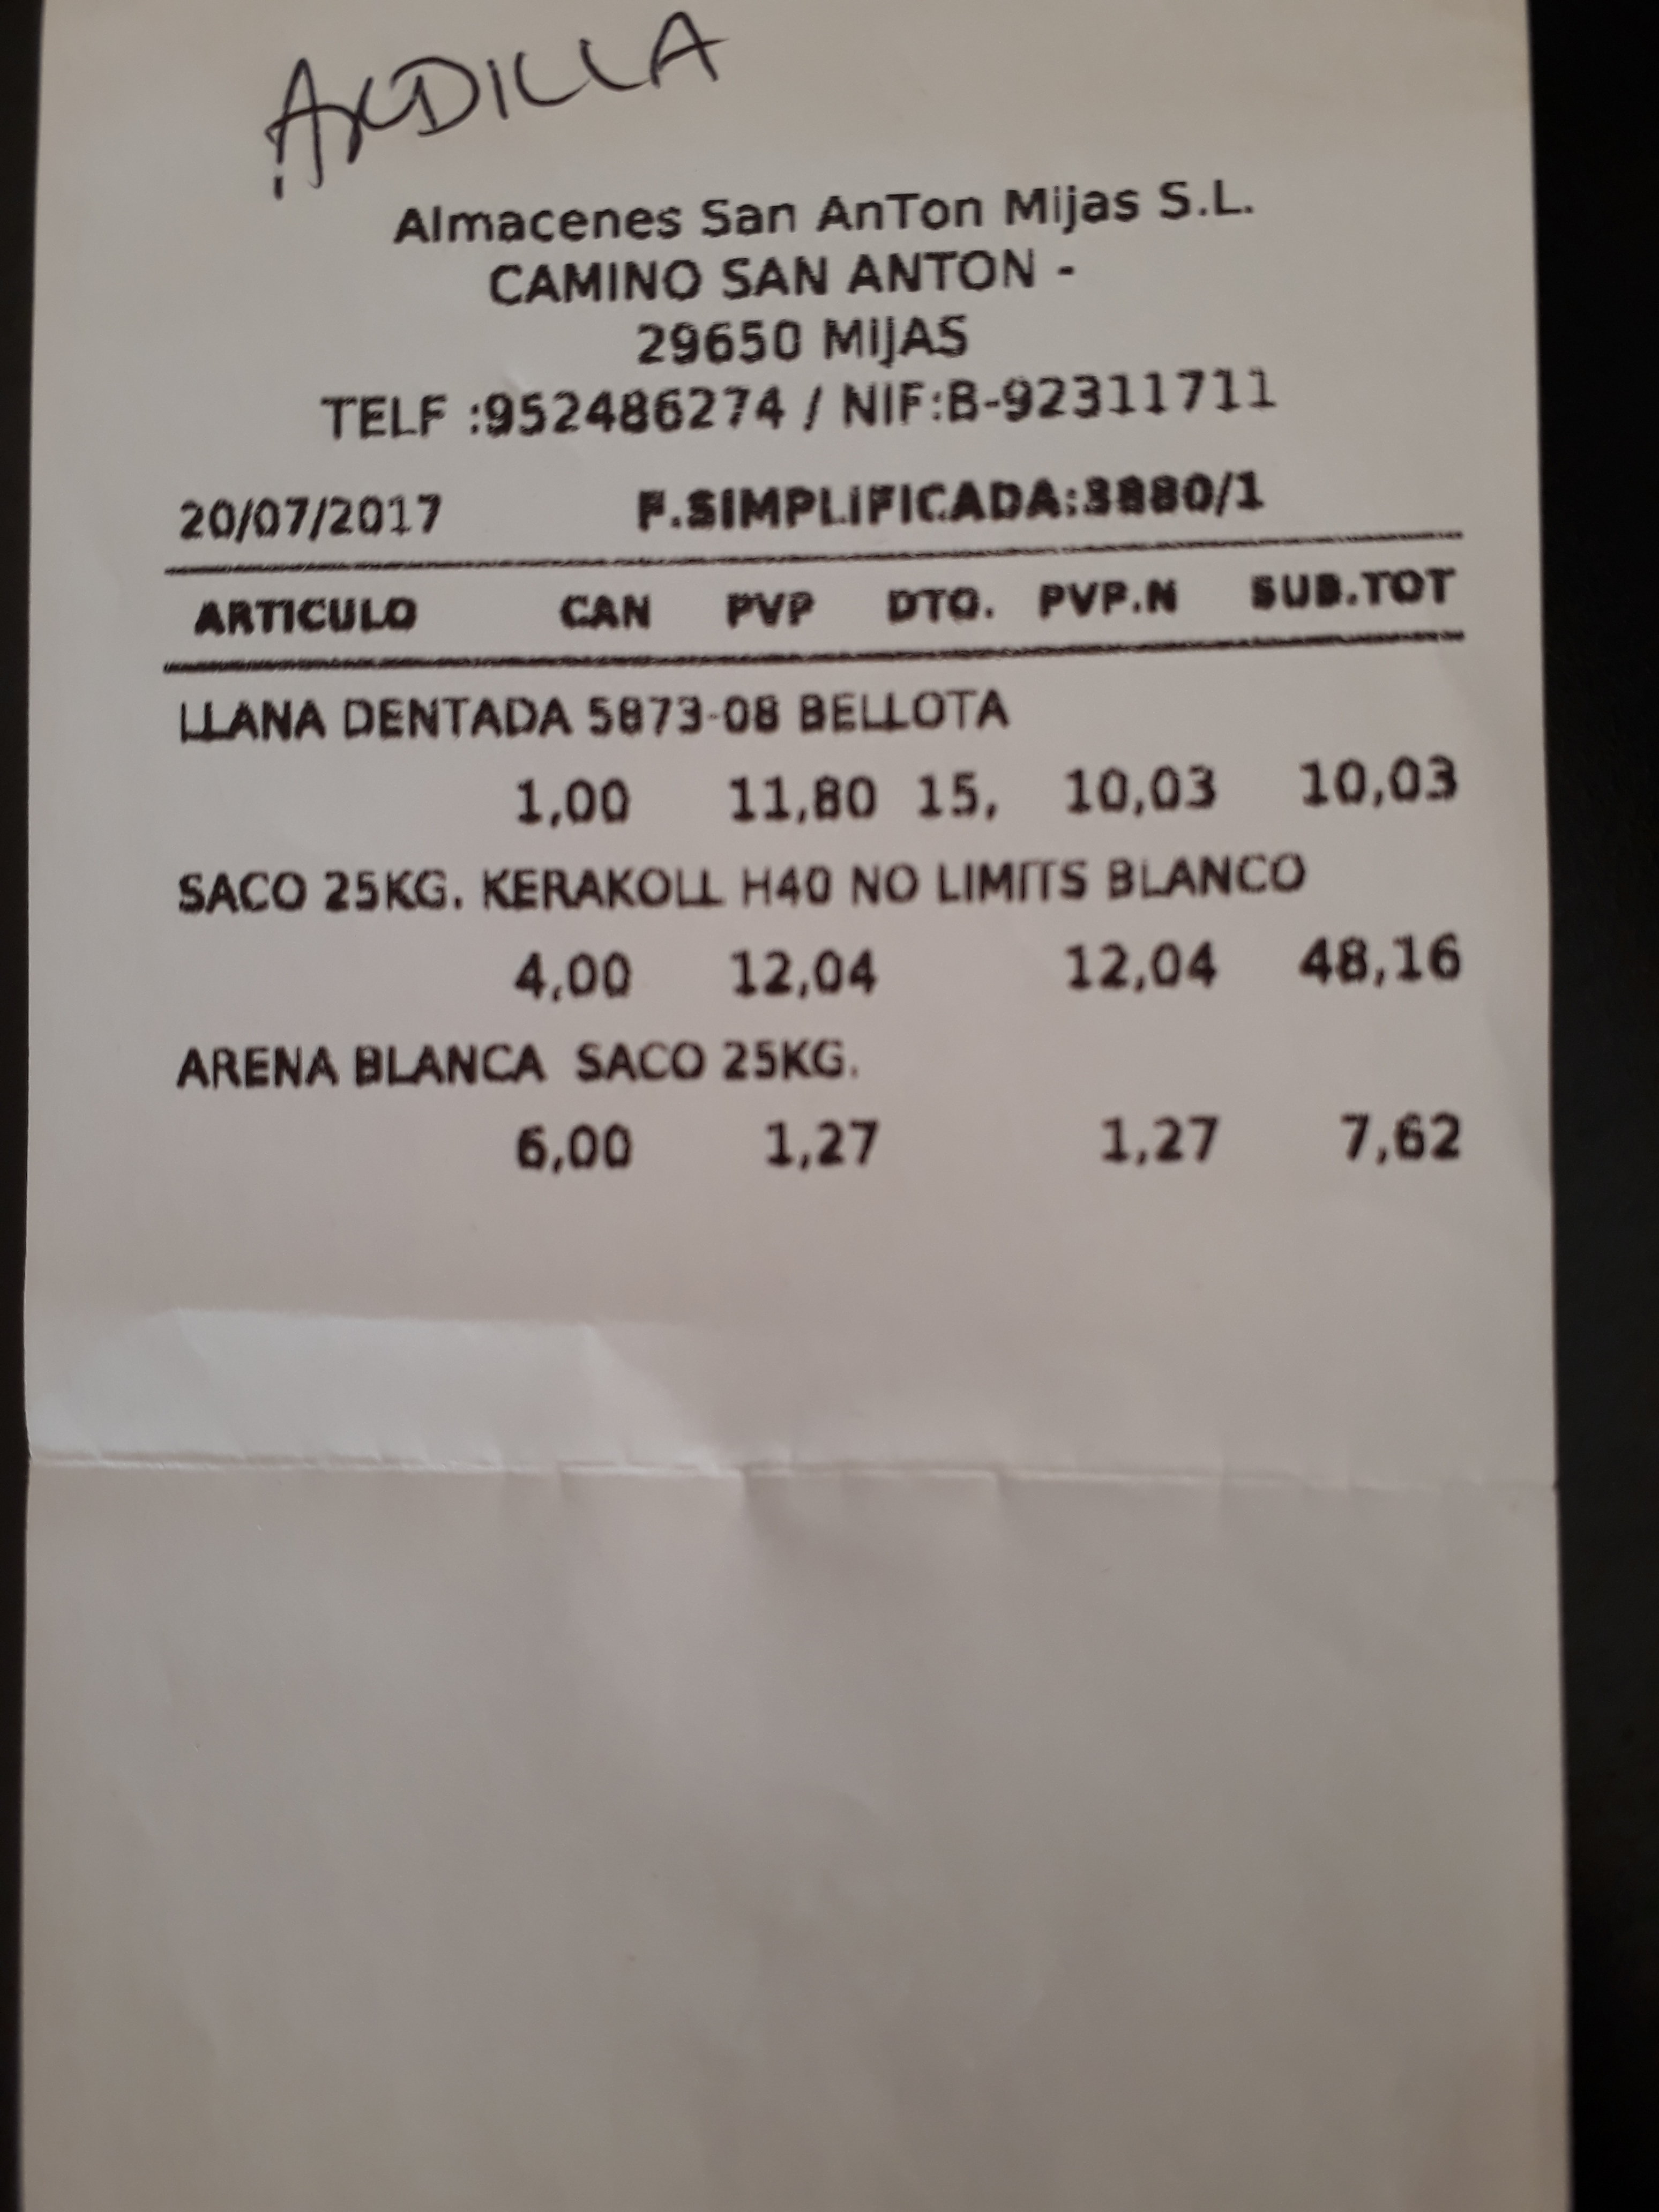 Almacenes San AnTon Mijas S.L.
CAMINO SAN ANTON -
29650 MIJAS
TELF :952486274 / NIF:B-92311711
20/07/2017 F.SIMPLIFICADA:3880/1
ARTICULO CAN PVP DTO. PVP.N SUB.TOT
LLANA DENTADA 5873-08 BELLOTA
1,00 11,80 15, 10,03 10,03
SACO 25KG. KERAKOLL H40 NO LIMITS BLANCO
4,00 12,04 12,04 48,16
ARENA BLANCA SACO 25KG.
6,00 1,27 1,27 7,62